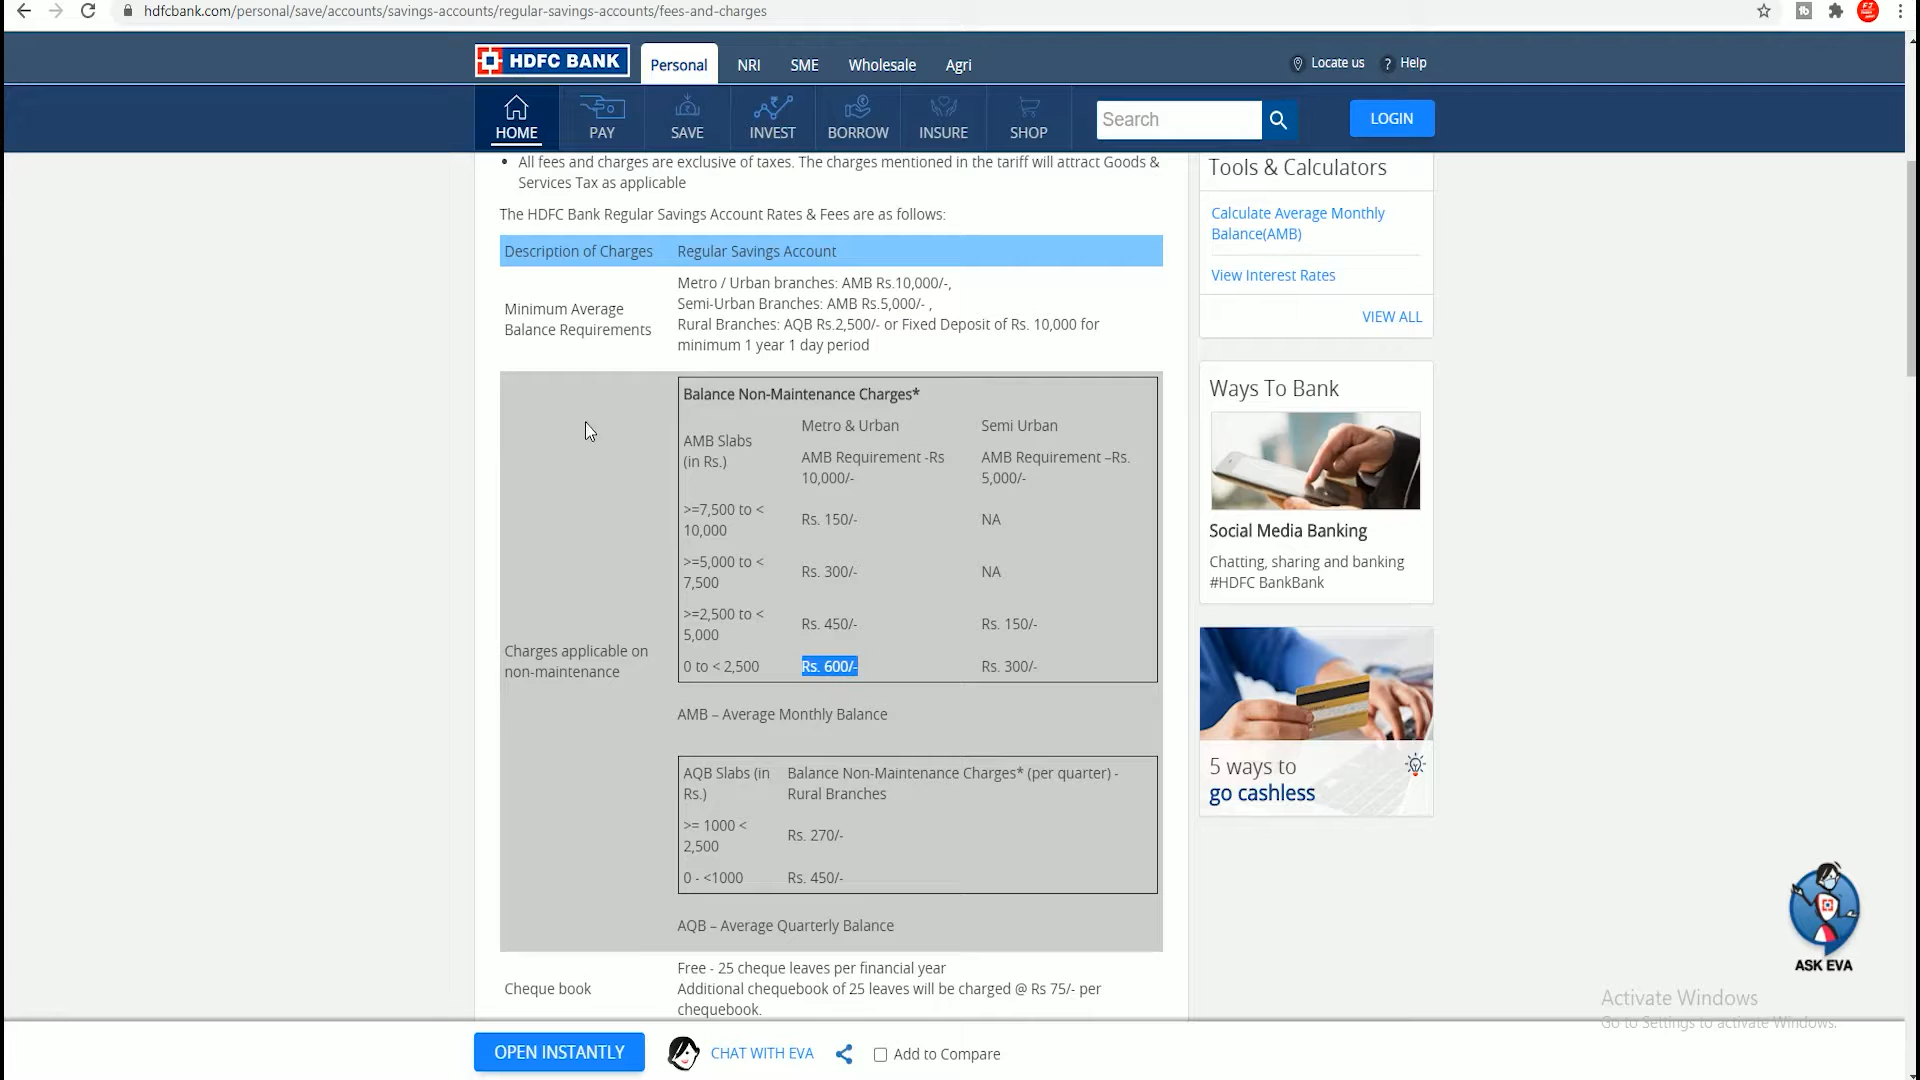 hdfcbank.com/personal/save/accounts/savings-accounts/regular-savings-accounts/fees-and-charges
HDFC BANK
Personal
NRI
SME
Wholesale
Agri
Locate us
? Help
HOME
PAY
SAVE
INVEST
BORROW
INSURE
SHOP
Search
LOGIN
• All fees and charges are exclusive of taxes. The charges mentioned in the tariff will attract Goods &
Services Tax as applicable
The HDFC Bank Regular Savings Account Rates & Fees are as follows:
Description of Charges
Regular Savings Account
Minimum Average
Balance Requirements
Metro / Urban branches: AMB Rs.10,000/-,
Semi-Urban Branches: AMB Rs.5,000/- ,
Rural Branches: AQB Rs.2,500/- or Fixed Deposit of Rs. 10,000 for
minimum 1 year 1 day period
Charges applicable on
non-maintenance
Balance Non-Maintenance Charges*
AMB Slabs
(in Rs.)
Metro & Urban
Semi Urban
AMB Requirement -Rs
10,000/-
AMB Requirement –Rs.
5,000/-
>=7,500 to <
10,000
Rs. 150/-
NA
>=5,000 to <
7,500
Rs. 300/-
NA
>=2,500 to <
5,000
Rs. 450/-
Rs. 150/-
0 to < 2,500
Rs. 600/-
Rs. 300/-
AMB – Average Monthly Balance
AQB Slabs (in
Rs.)
Balance Non-Maintenance Charges* (per quarter) -
Rural Branches
>= 1000 <
2,500
Rs. 270/-
0 - <1000
Rs. 450/-
AQB – Average Quarterly Balance
Cheque book
Free - 25 cheque leaves per financial year
Additional chequebook of 25 leaves will be charged @ Rs 75/- per
chequebook.
Tools & Calculators
Calculate Average Monthly
Balance(AMB)
View Interest Rates
VIEW ALL
Ways To Bank
Social Media Banking
Chatting, sharing and banking
#HDFC BankBank
5 ways to
go cashless
ASK EVA
Activate Windows
Go to Settings to activate Windows.
OPEN INSTANTLY
CHAT WITH EVA
Add to Compare